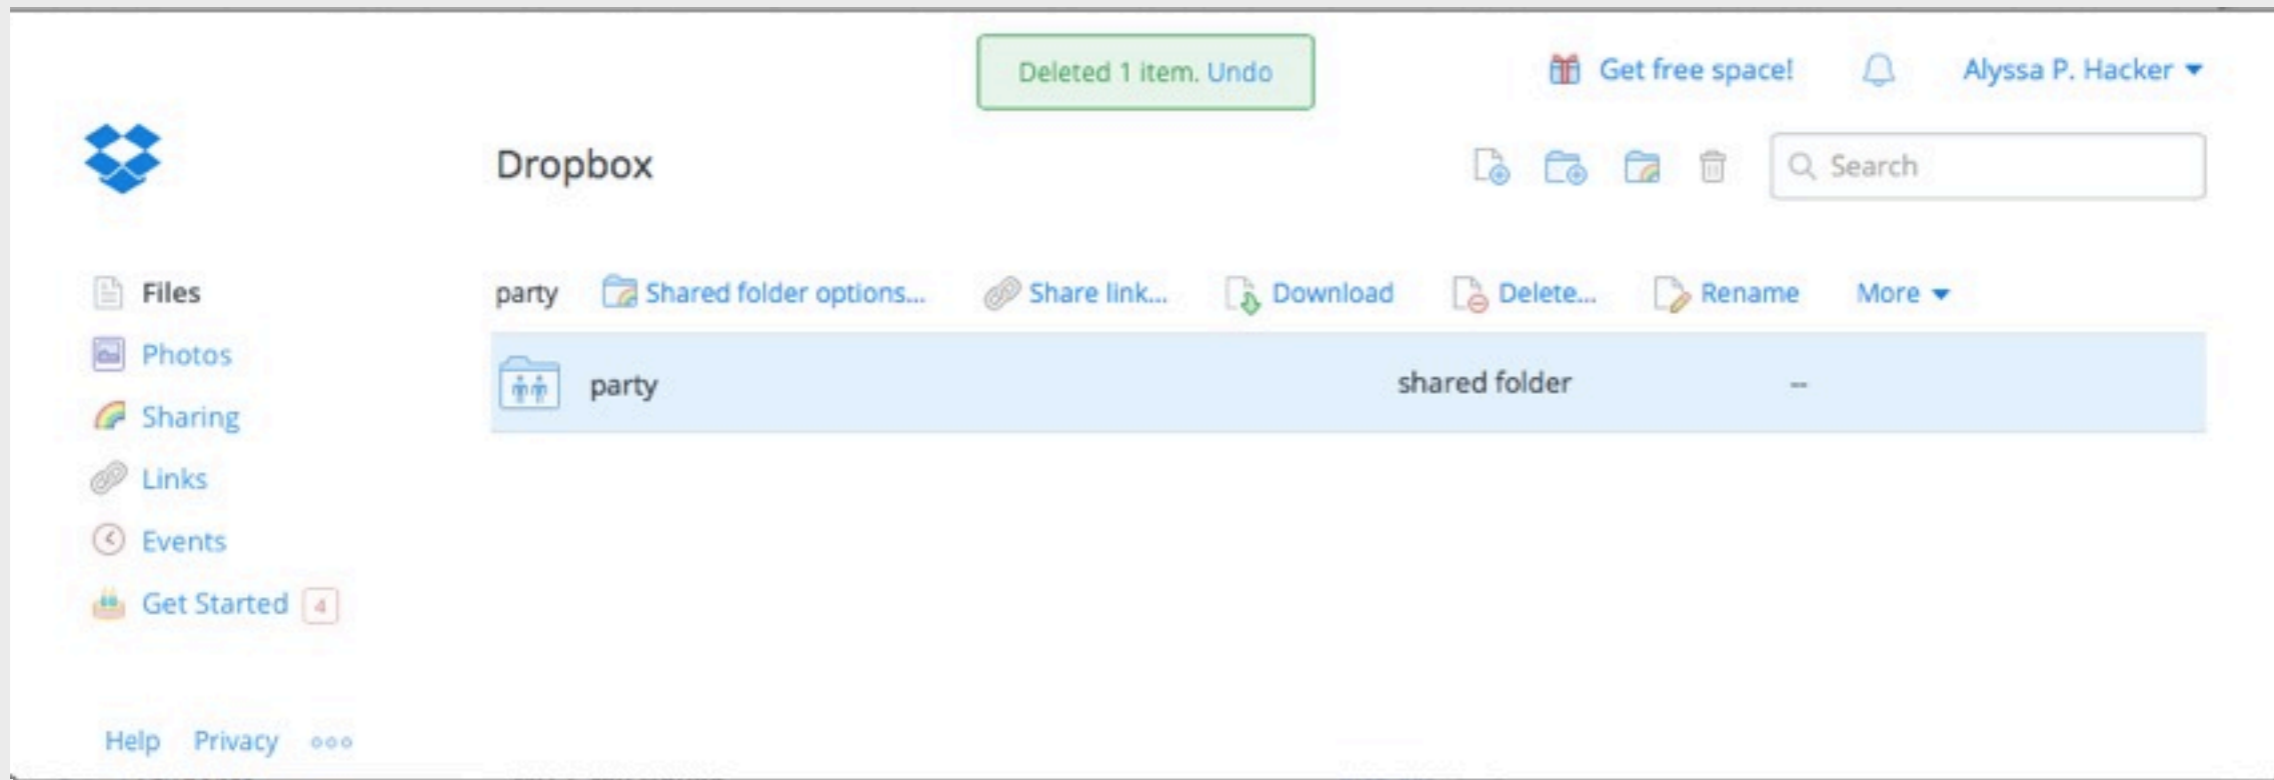 Deleted 1 item. Undo
Get free space!
Alyssa P. Hacker
Dropbox
Search
Files
Photos
Sharing
Links
Events
Get Started 4
party Shared folder options... Share link... Download Delete... Rename More
party shared folder --
Help Privacy